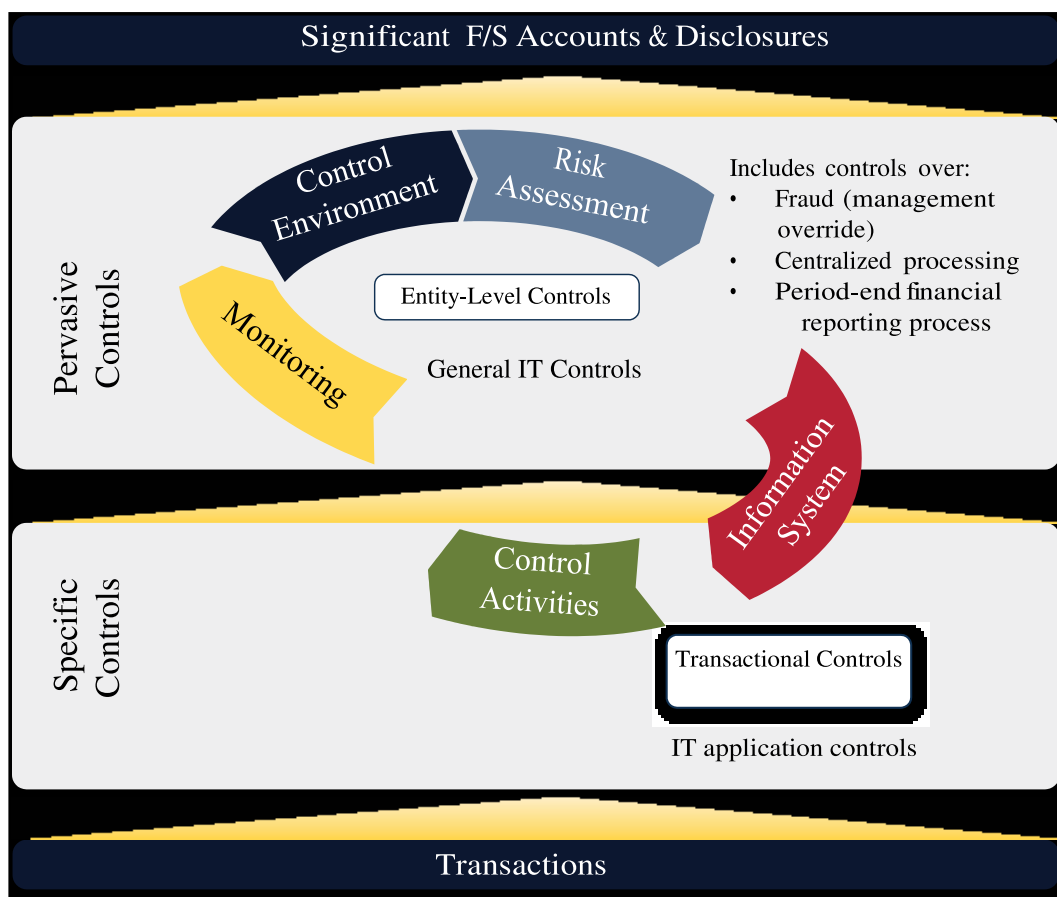 Significant F/S Accounts & Disclosures
Pervasive
Controls
Control
Environment
Risk
Assessment
Includes controls over:
• Fraud (management
override)
• Centralized processing
• Period-end financial
reporting process
Entity-Level Controls
General IT Controls
Monitoring
Information
System
Specific
Controls
Control
Activities
Transactional Controls
IT application controls
Transactions